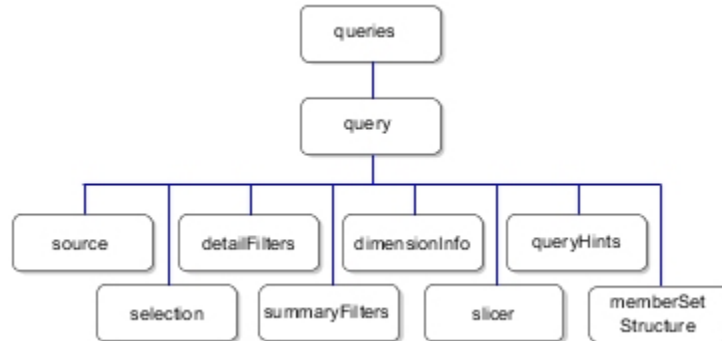 queries
query
source
detailFilters
dimensionInfo
queryHints
selection
summaryFilters
slicer
memberSet
Structure